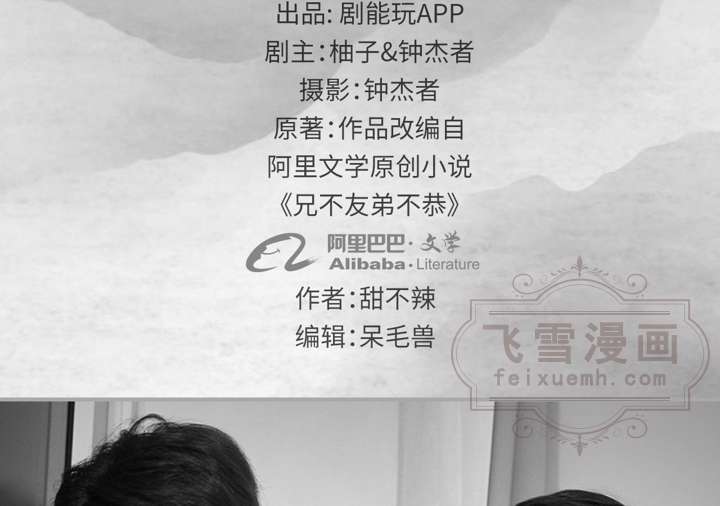 出品: 剧能玩APP
剧主:柚子&钟杰者
摄影:钟杰者
原著:作品改编自
阿里文学原创小说
《兄不友弟不恭》
阿里巴巴·文学
Alibaba·Literature
作者:甜不辣
编辑:呆毛兽
飞雪漫画
feixuemh.com